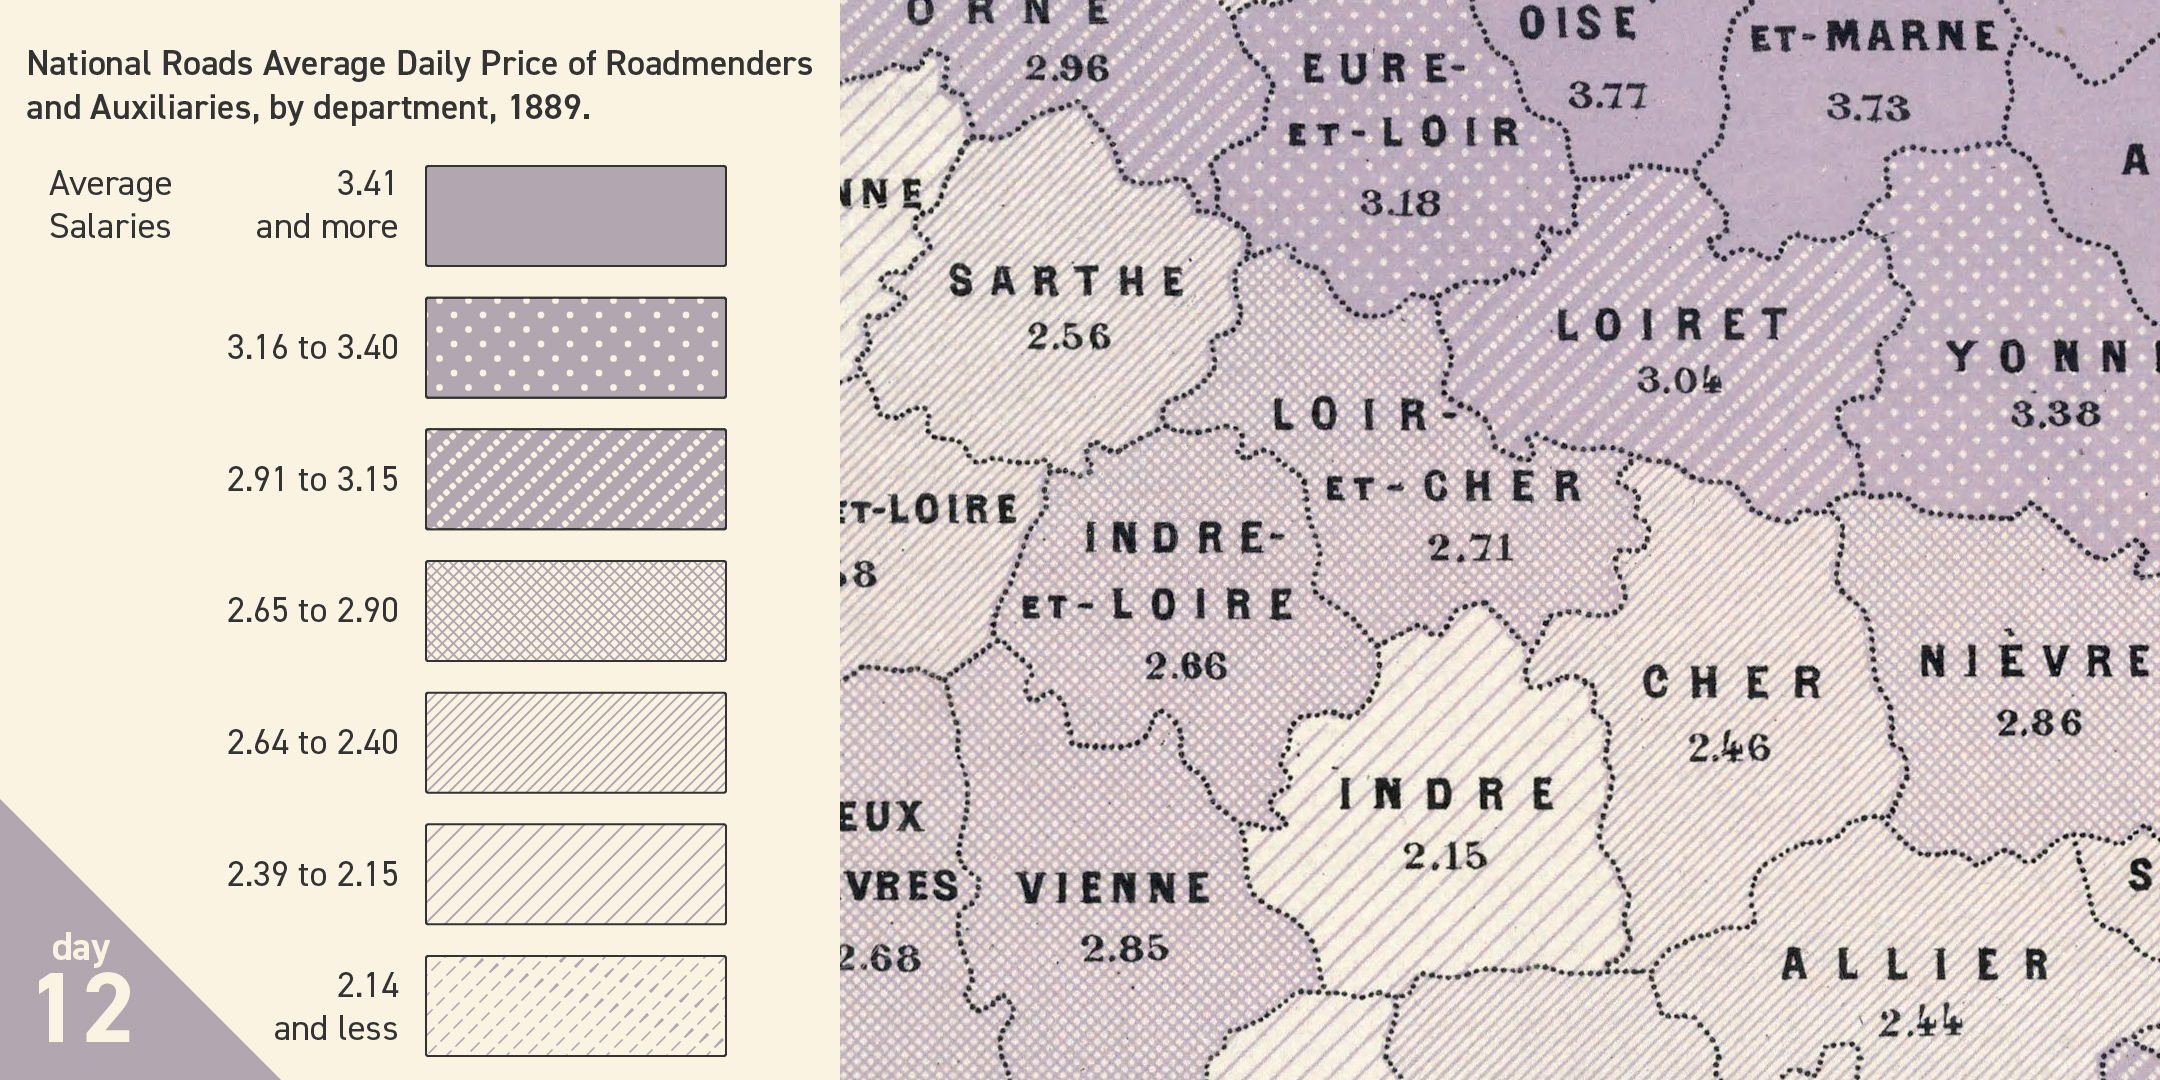 National Roads Average Daily Price of Roadmenders
and Auxiliaries, by department, 1889.
Average
Salaries
3.41
and more
3.16 to 3.40
2.91 to 3.15
2.65 to 2.90
2.64 to 2.40
2.39 to 2.15
2.14
and less
day
12
ORNE
2.96
EURE-
ET-LOIR
3.18
OISE
3.77
ET-MARNE
3.73
A
NNE
SARTHE
2.56
LOIRET
3.04
YONN
3.38
LOIR-
ET-CHER
2.71
ET-LOIRE
8
INDRE-
ET-LOIRE
2.66
CHER
2.46
NIÈVRE
2.86
INDRE
2.15
EUX
VRES
2.68
VIENNE
2.85
S
ALLIER
2.44